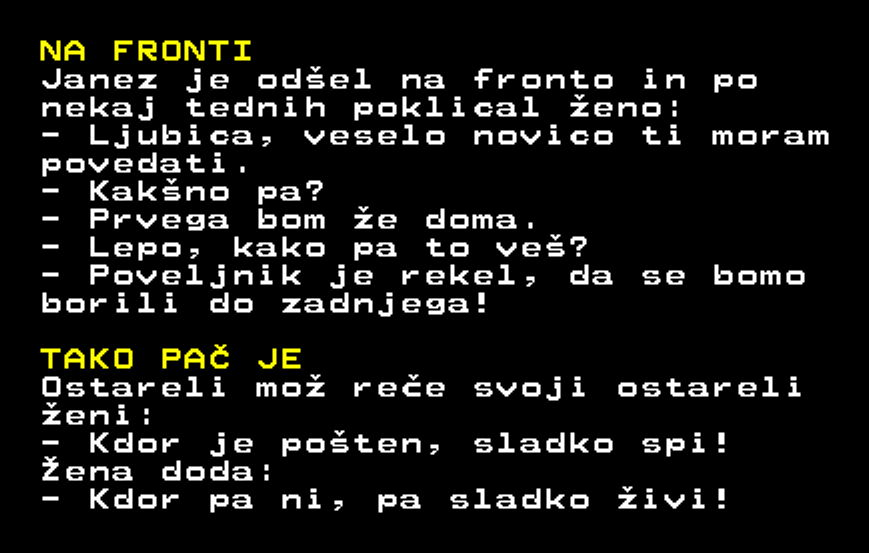 NA FRONTI
Janez je odšel na fronto in po
nekaj tednih poklical ženo:
- Ljubica, veselo novico ti moram
povedati.
- Kakšno pa?
- Prvega bom že doma.
- Lepo, kako pa to veš?
- Poveljnik je rekel, da se bomo
borili do zadnjega!
TAKO PAČ JE
Ostareli mož reče svoji ostareli
ženi:
- Kdor je pošten, sladko spi!
Žena doda:
- Kdor pa ni, pa sladko živi!